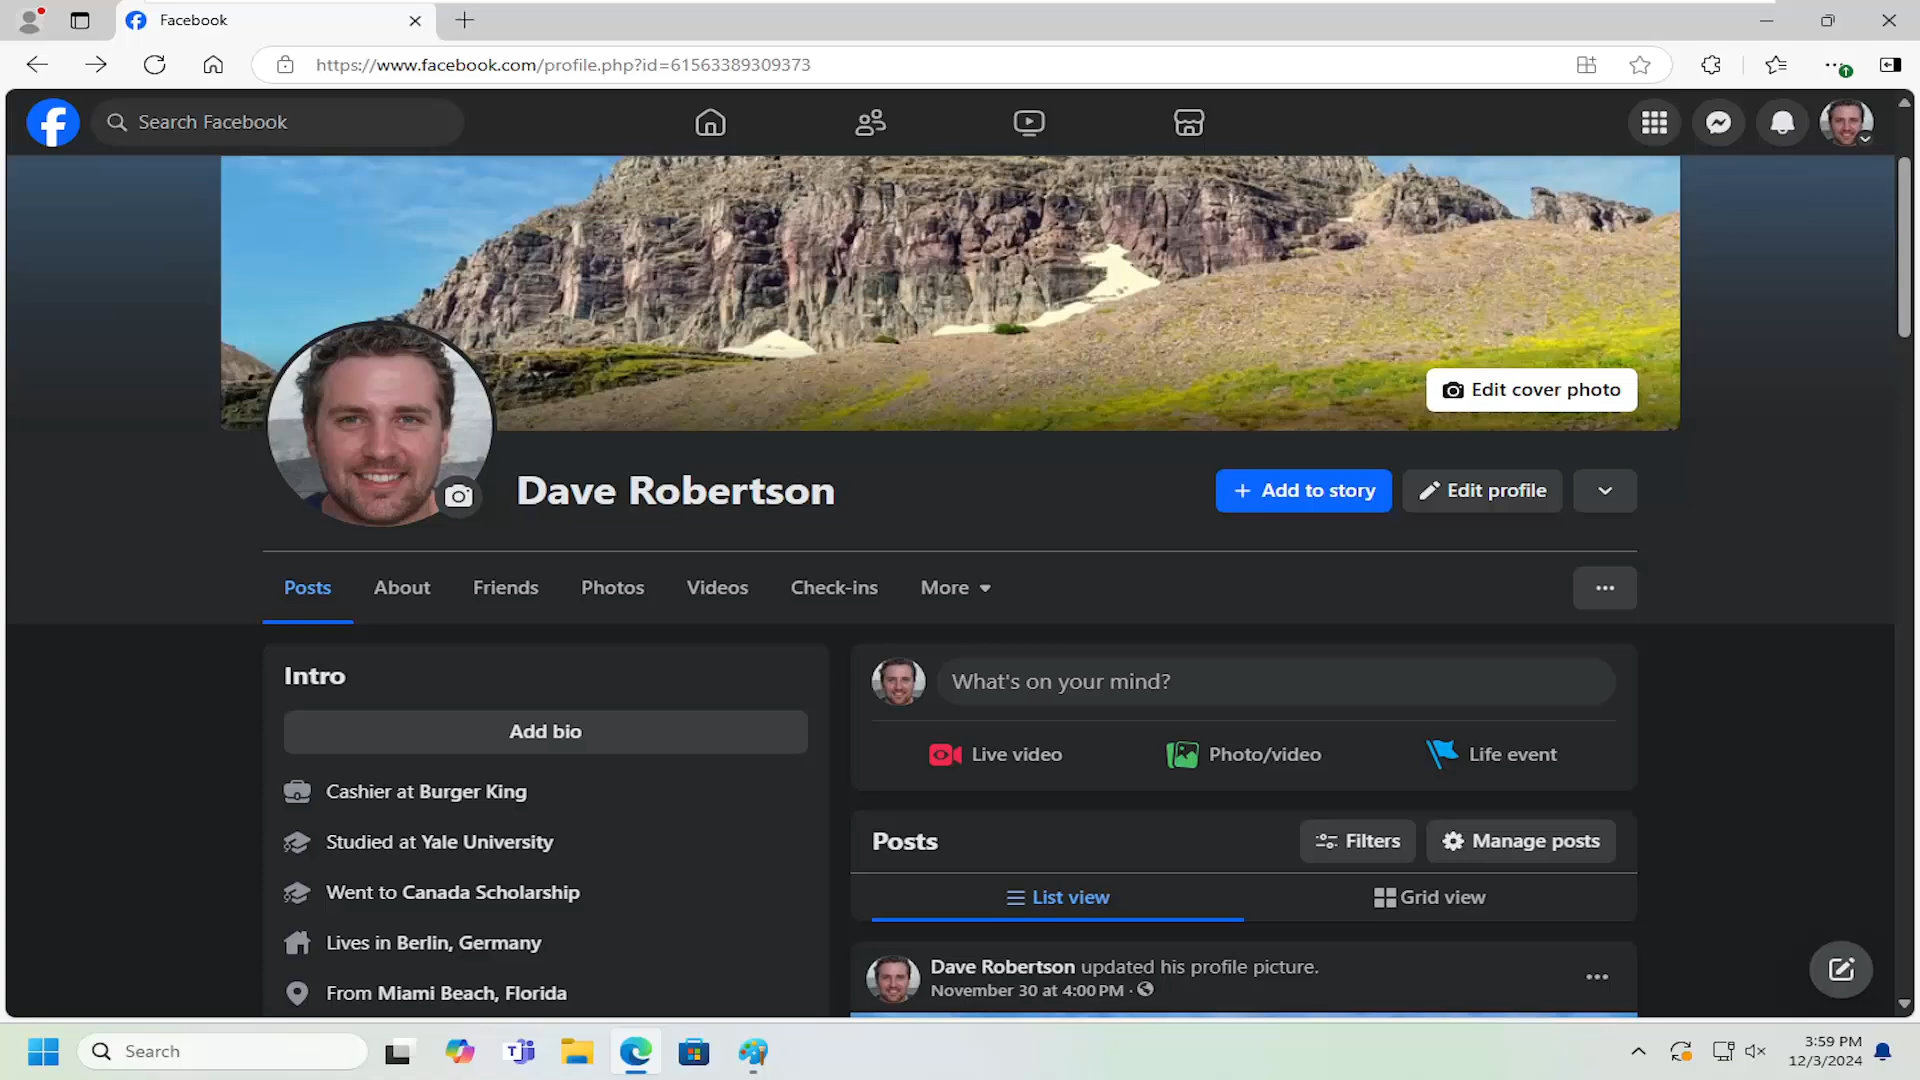 Facebook
https://www.facebook.com/profile.php?id=61563389309373
Search Facebook
Edit cover photo
Dave Robertson
+ Add to story
Edit profile
Posts About Friends Photos Videos Check-ins More
Intro
Add bio
Cashier at Burger King
Studied at Yale University
Went to Canada Scholarship
Lives in Berlin, Germany
From Miami Beach, Florida
What's on your mind?
Live video Photo/video Life event
Posts
Filters
Manage posts
List view
Grid view
Dave Robertson updated his profile picture.
November 30 at 4:00 PM ·
Search
3:59 PM
12/3/2024